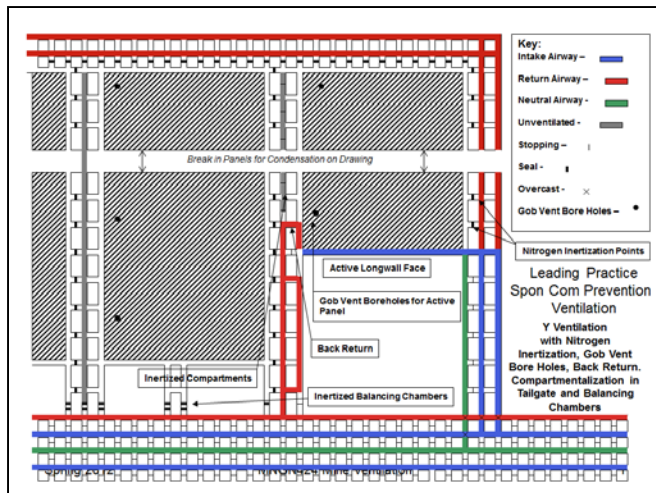 Key:
Intake Airway –
Return Airway –
Neutral Airway -
Unventilated -
Stopping -
Seal -
Overcast -
Gob Vent Bore Holes –
Break in Panels for Condensation on Drawing
Nitrogen Inertization Points
Active Longwall Face
Gob Vent Boreholes for Active
Panel
Back Return
Inertized Compartments
Inertized Balancing Chambers
Leading Practice
Spon Com Prevention
Ventilation
Y Ventilation
with Nitrogen
Inertization, Gob Vent
Bore Holes, Back Return.
Compartmentalization in
Tailgate and Balancing
Chambers
Spring 2012
Mine Ventilation